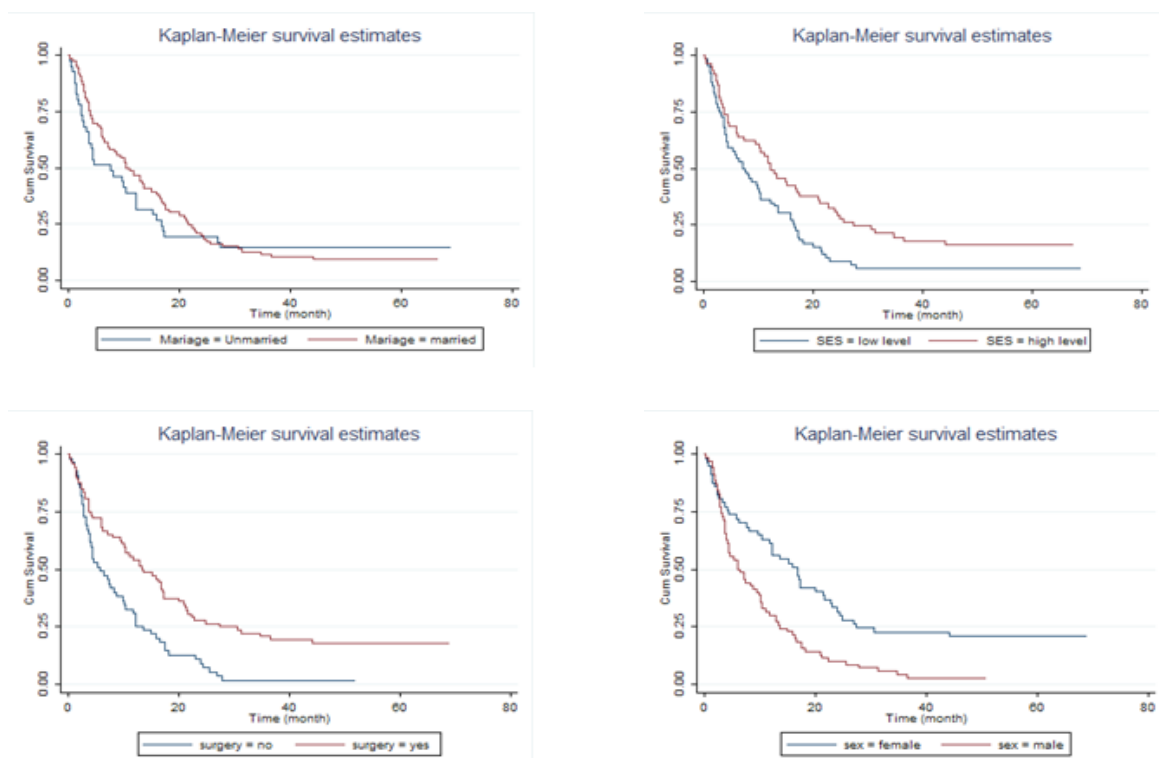 Kaplan-Meier survival estimates
Cum Survival
1.00
0.75
0.50
0.25
0.00
0 20 40 60 80
Time (month)
Mariage = Unmarried Mariage = married
Kaplan-Meier survival estimates
Cum Survival
1.00
0.75
0.50
0.25
0.00
0 20 40 60 80
Time (month)
SES = low level SES = high level
Kaplan-Meier survival estimates
Cum Survival
1.00
0.75
0.50
0.25
0.00
0 20 40 60 80
Time (month)
surgery = no surgery = yes
Kaplan-Meier survival estimates
Cum Survival
1.00
0.75
0.50
0.25
0.00
0 20 40 60 80
Time (month)
sex = female sex = male